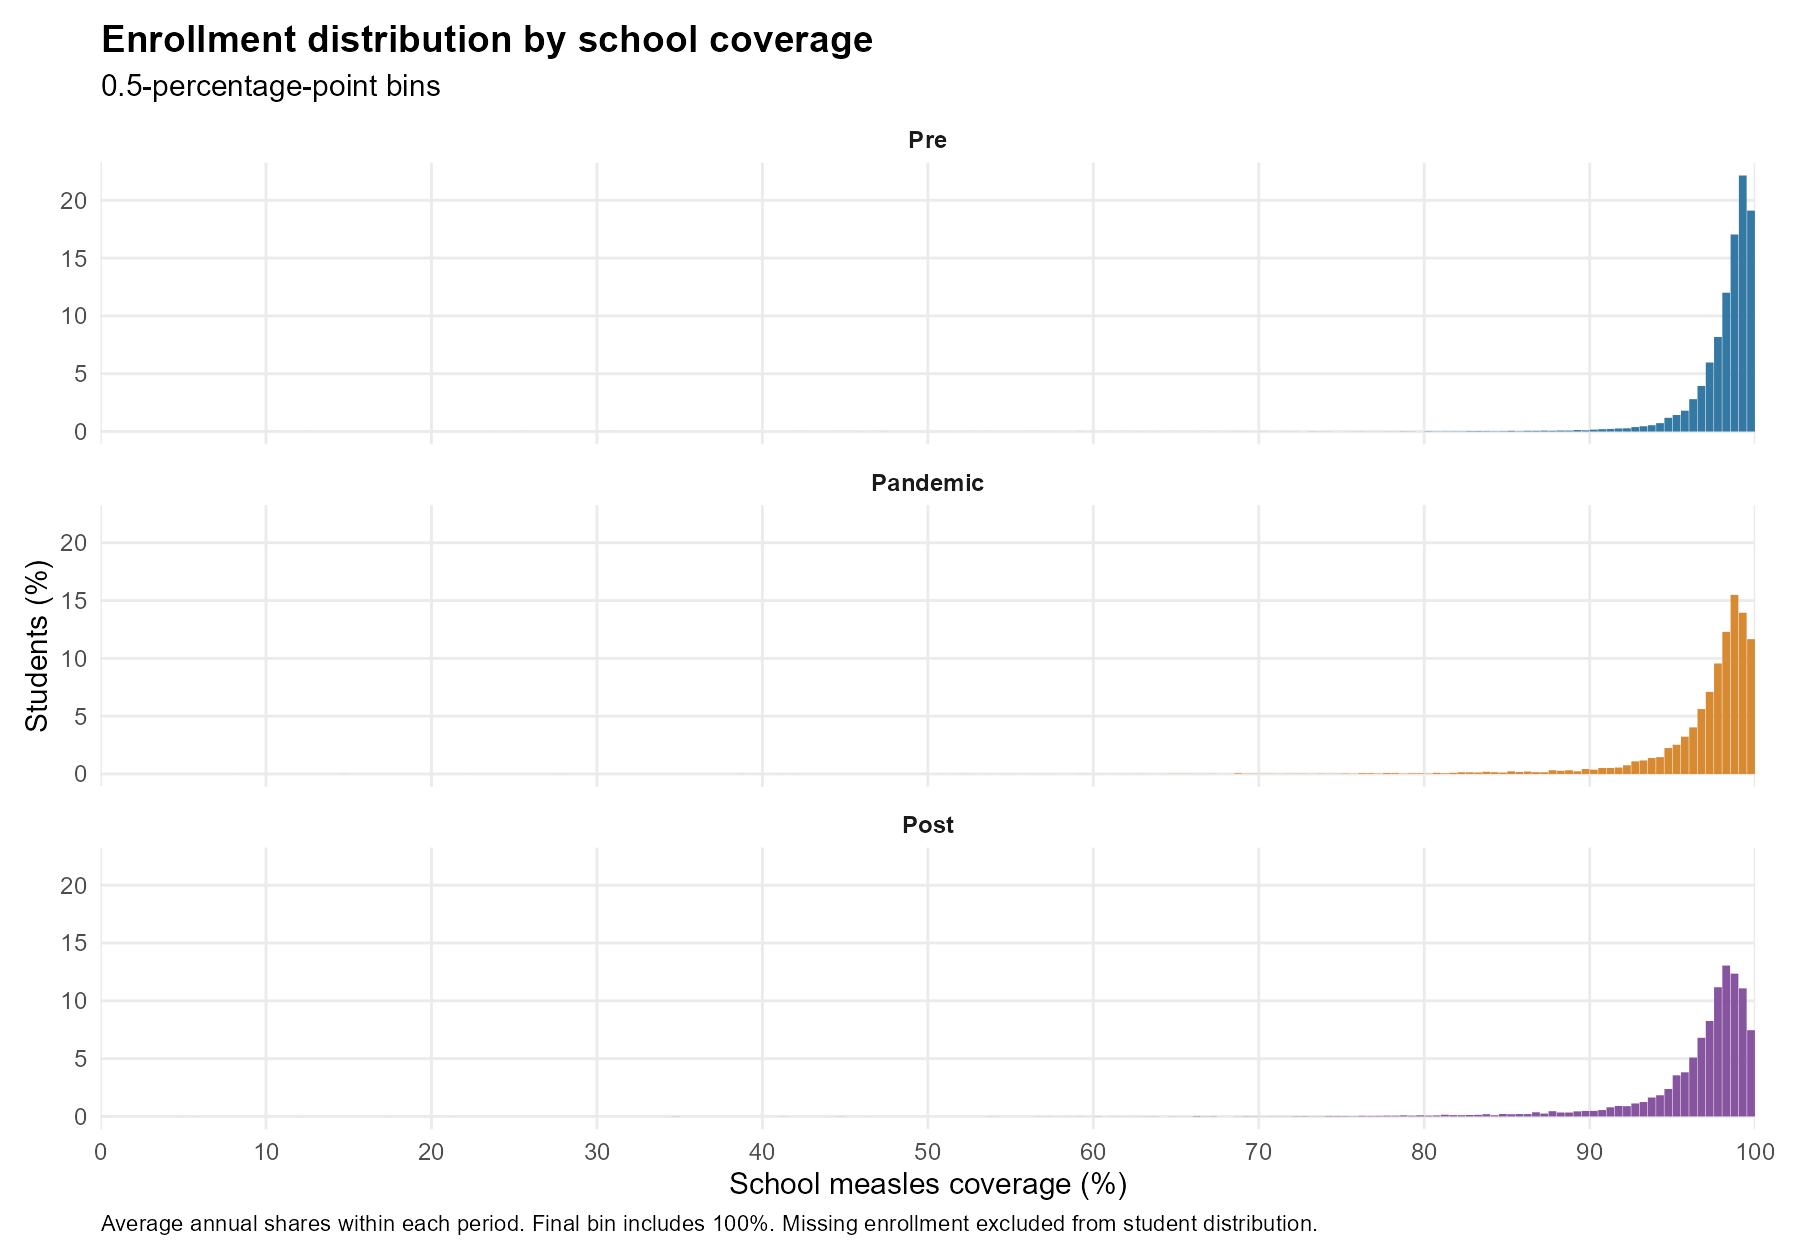 Enrollment distribution by school coverage
0.5-percentage-point bins
Pre
20
15
10
5
0
Pandemic
20
15
10
5
0
Students (%)
Post
20
15
10
5
0
0 10 20 30 40 50 60 70 80 90 100
School measles coverage (%)
Average annual shares within each period. Final bin includes 100%. Missing enrollment excluded from student distribution.